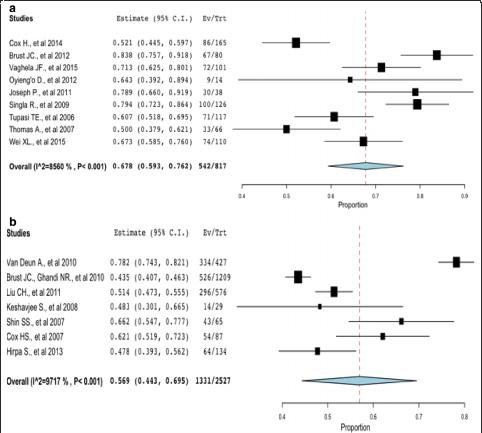 a
Studies Estimate (95% C.I.) Ev/Trt
Cox H., et al 2014 0.521 (0.445, 0.597) 86/165
Brust JC., et al 2012 0.838 (0.757, 0.918) 67/80
Vaghela JF., et al 2015 0.713 (0.625, 0.801) 72/101
Oyieng'o D., et al 2012 0.643 (0.392, 0.894) 9/14
Joseph P., et al 2011 0.789 (0.660, 0.919) 30/38
Singla R., et al 2009 0.794 (0.723, 0.864) 100/126
Tupasi TE., et al 2006 0.607 (0.518, 0.695) 71/117
Thomas A., et al 2007 0.500 (0.379, 0.621) 33/66
Wei XL., et al 2015 0.673 (0.585, 0.760) 74/110
Overall (I^2=8560 % , P< 0.001) 0.678 (0.593, 0.762) 542/817
0.4 0.5 0.6 0.7 0.8 0.9
Proportion
b
Studies Estimate (95% C.I.) Ev/Trt
Van Deun A., et al 2010 0.782 (0.743, 0.821) 334/427
Brust JC., Ghandi NR., et al 2010 0.435 (0.407, 0.463) 526/1209
Liu CH., et al 2011 0.514 (0.473, 0.555) 296/576
Keshavjee S., et al 2008 0.483 (0.301, 0.665) 14/29
Shin SS., et al 2007 0.662 (0.547, 0.777) 43/65
Cox HS., et al 2007 0.621 (0.519, 0.723) 54/87
Hirpa S., et al 2013 0.478 (0.393, 0.562) 64/134
Overall (I^2=9717 % , P< 0.001) 0.569 (0.443, 0.695) 1331/2527
0.4 0.5 0.6 0.7 0.8
Proportion